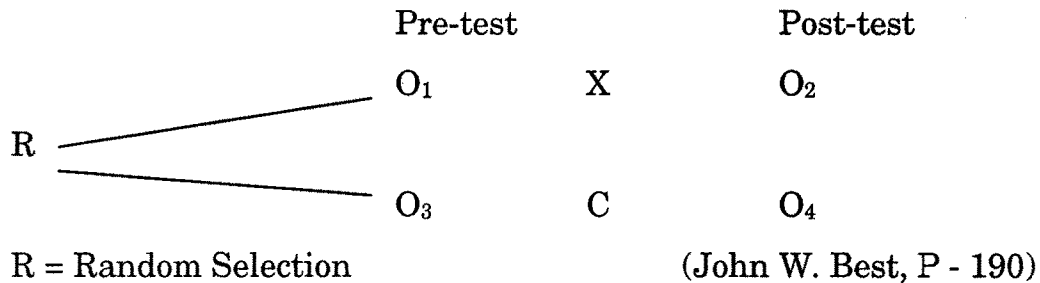 Pre-test Post-test
O₁ X O₂
R
O₃ C O₄
R = Random Selection (John W. Best, P - 190)